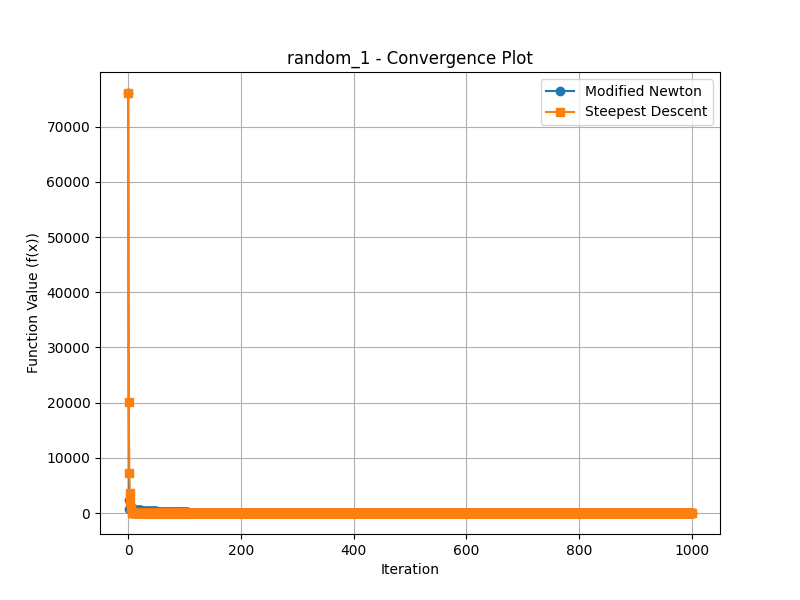 random_1 - Convergence Plot
Modified Newton
Steepest Descent
Function Value (f(x))
70000
60000
50000
40000
30000
20000
10000
0
0 200 400 600 800 1000
Iteration